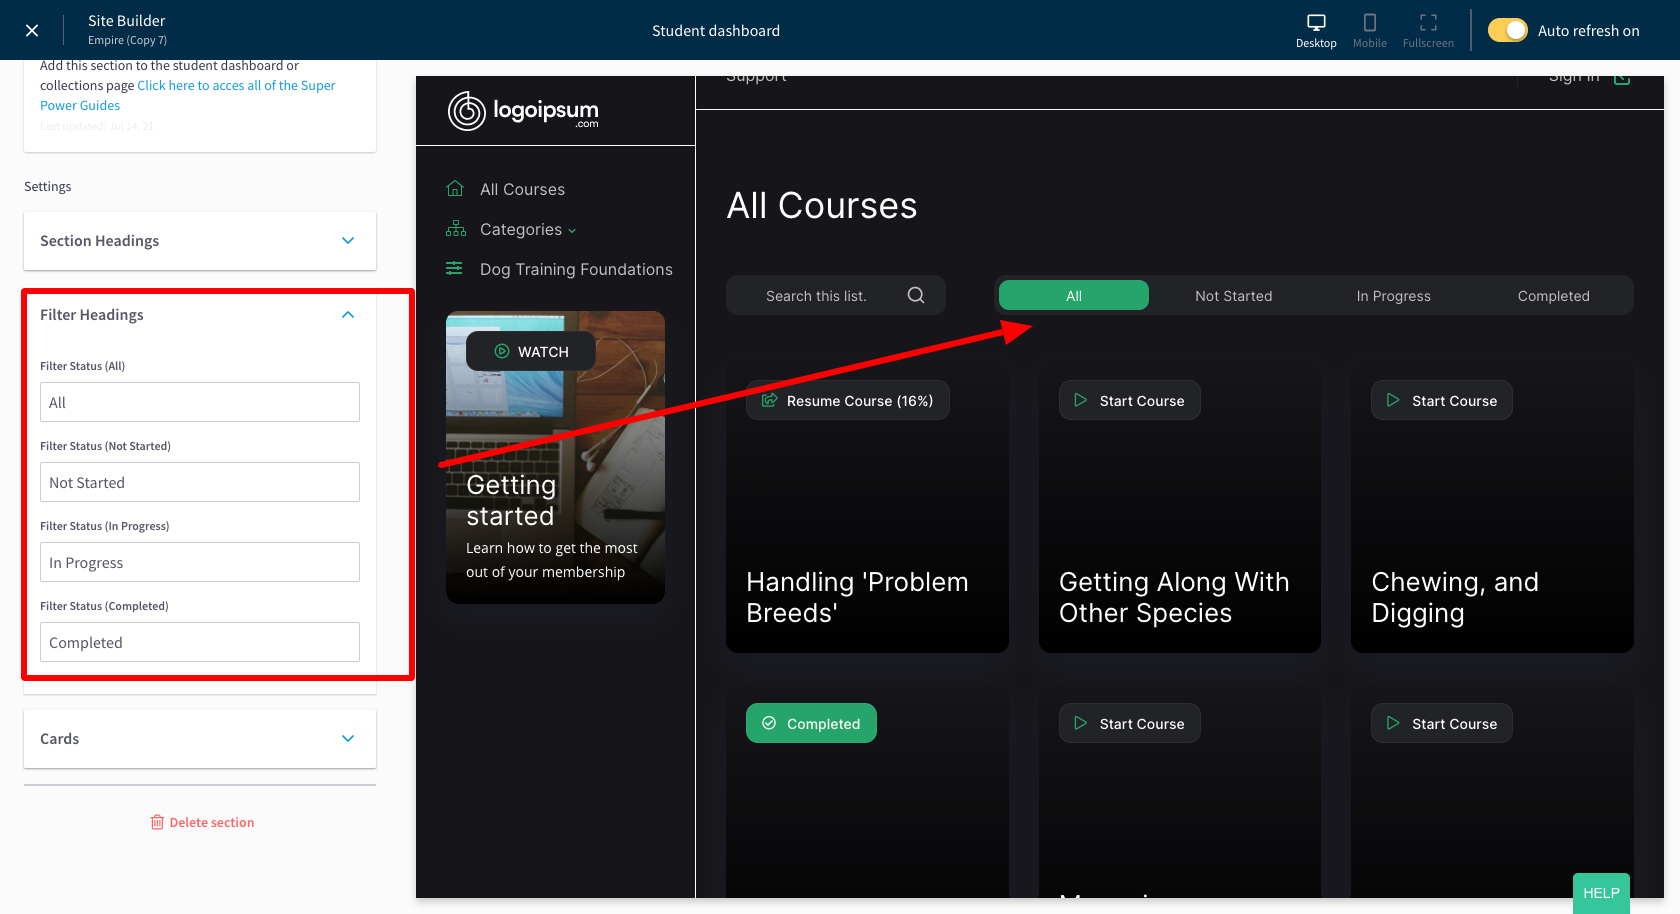 Site Builder
Empire (Copy 7)
Student dashboard
Desktop
Mobile
Fullscreen
Auto refresh on
Add this section to the student dashboard or
collections page Click here to acces all of the Super
Power Guides
Last updated: Jul 14, 21
Settings
Section Headings
Filter Headings
Filter Status (All)
All
Filter Status (Not Started)
Not Started
Filter Status (In Progress)
In Progress
Filter Status (Completed)
Completed
Cards
Delete section
logoipsum
.com
All Courses
Categories
Dog Training Foundations
WATCH
Getting
started
Learn how to get the most
out of your membership
Support
Sign in
All Courses
Search this list.
All
Not Started
In Progress
Completed
Resume Course (16%)
Handling 'Problem
Breeds'
Start Course
Getting Along With
Other Species
Start Course
Chewing, and
Digging
Completed
Start Course
Start Course
HELP